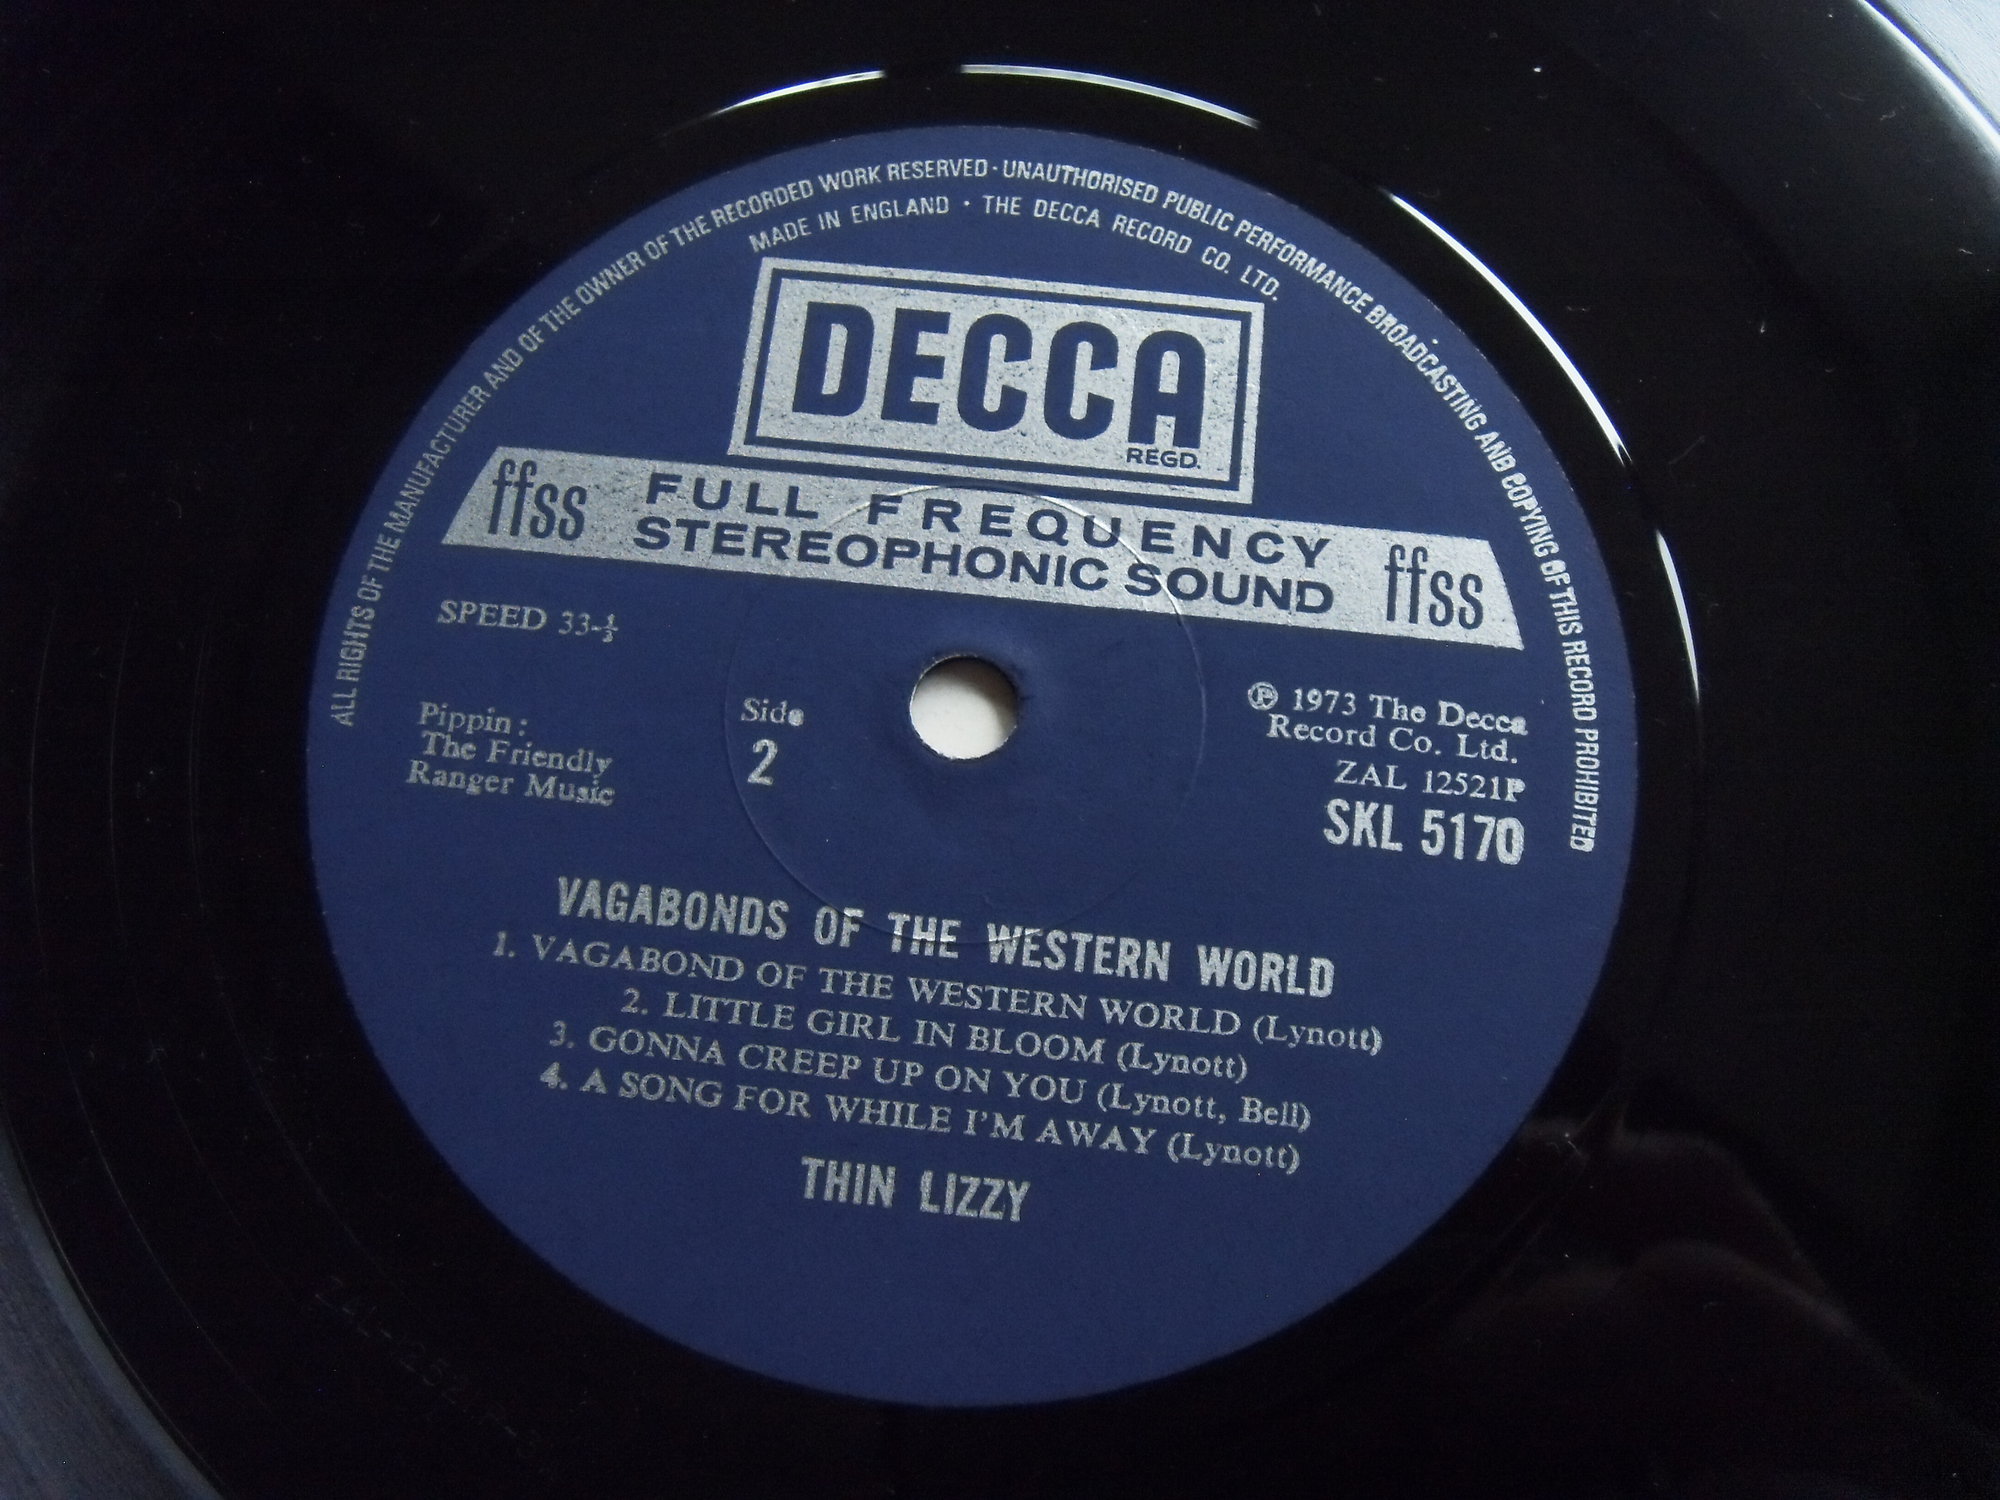 ALL RIGHTS OF THE MANUFACTURER AND OF THE OWNER OF THE RECORDED WORK RESERVED · UNAUTHORISED PUBLIC PERFORMANCE BROADCASTING AND COPYING OF THIS RECORD PROHIBITED
MADE IN ENGLAND · THE DECCA RECORD CO. LTD.
DECCA
REGD.
ffss FULL FREQUENCY ffss
STEREOPHONIC SOUND
SPEED 33-⅓
Pippin:
The Friendly
Ranger Music
Side
2
Ⓟ 1973 The Decca
Record Co. Ltd.
ZAL 12521P
SKL 5170
VAGABONDS OF THE WESTERN WORLD
1. VAGABOND OF THE WESTERN WORLD (Lynott)
2. LITTLE GIRL IN BLOOM (Lynott)
3. GONNA CREEP UP ON YOU (Lynott, Bell)
4. A SONG FOR WHILE I'M AWAY (Lynott)
THIN LIZZY